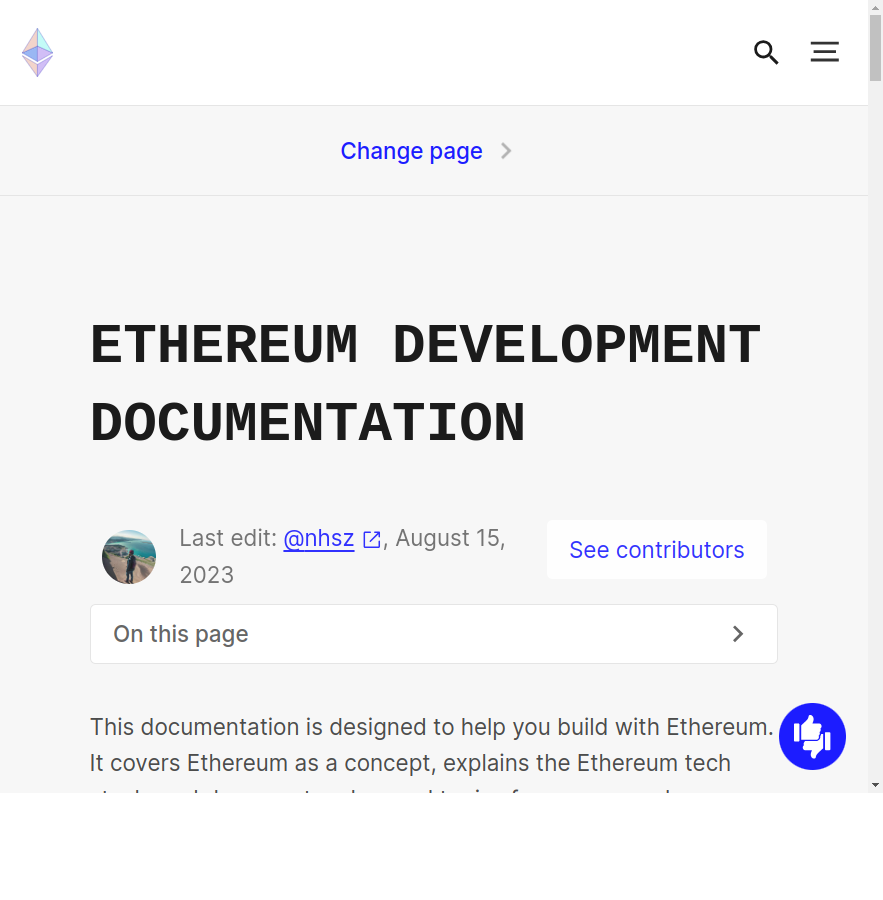 Change page
ETHEREUM DEVELOPMENT
DOCUMENTATION
Last edit: @nhsz, August 15,
2023
See contributors
On this page
This documentation is designed to help you build with Ethereum.
It covers Ethereum as a concept, explains the Ethereum tech